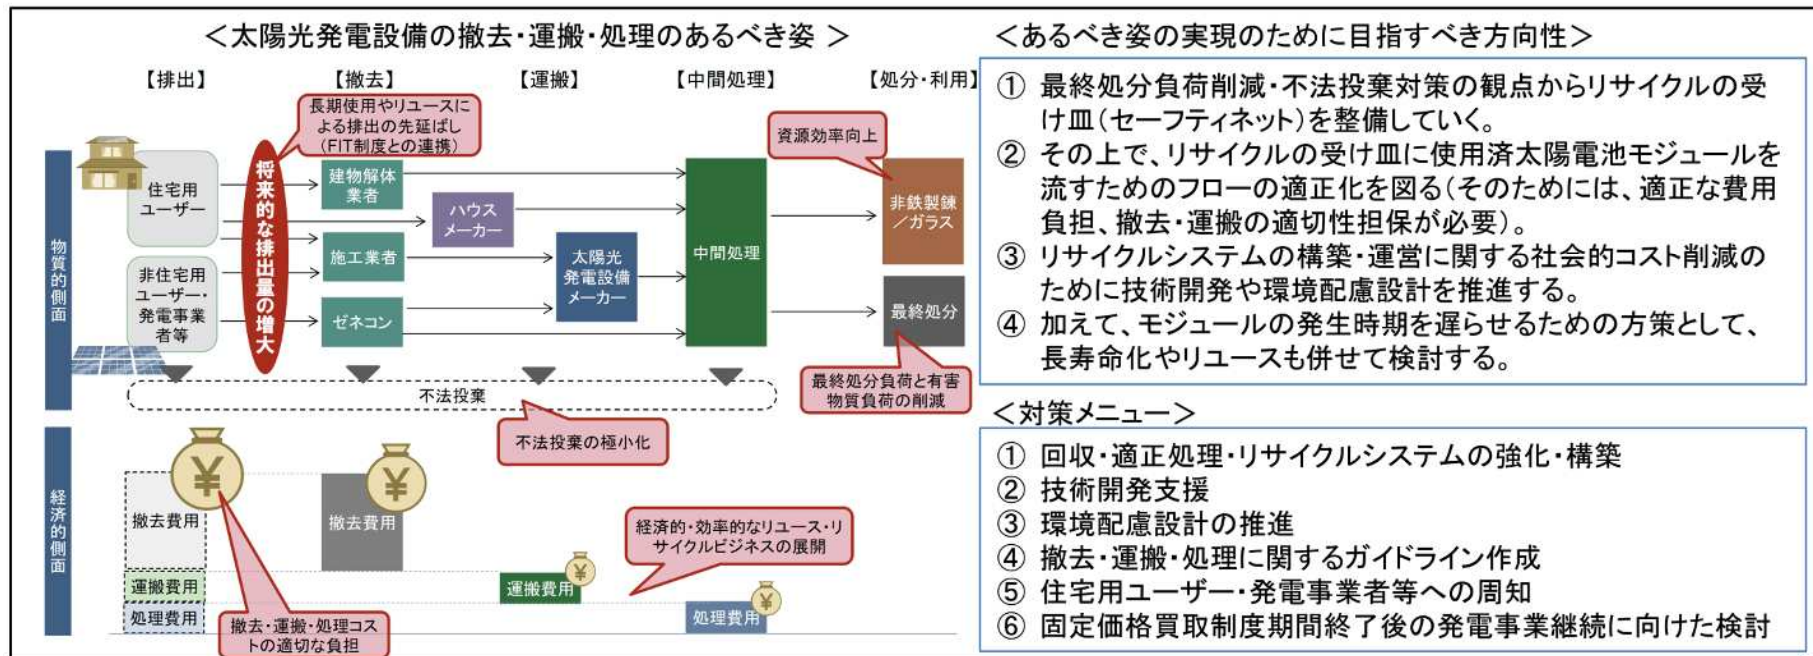 ＜太陽光発電設備の撤去・運搬・処理のあるべき姿 ＞
【排出】
【撤去】
【運搬】
【中間処理】
【処分・利用】
長期使用やリユースに
よる排出の先延ばし
（FIT制度との連携）
資源効率向上
物質的側面
住宅用
ユーザー
非住宅用
ユーザー・
発電事業
者等
将来的な排出量の増大
建物解体
業者
施工業者
ゼネコン
ハウス
メーカー
太陽光
発電設備
メーカー
中間処理
非鉄製錬
／ガラス
最終処分
不法投棄
最終処分負荷と有害
物質負荷の削減
不法投棄の極小化
経済的側面
¥
撤去費用
運搬費用
処理費用
¥
撤去費用
経済的・効率的なリユース・リ
サイクルビジネスの展開
¥
運搬費用
¥
処理費用
撤去・運搬・処理コス
トの適切な負担
＜あるべき姿の実現のために目指すべき方向性＞
① 最終処分負荷削減・不法投棄対策の観点からリサイクルの受
け皿（セーフティネット）を整備していく。
② その上で、リサイクルの受け皿に使用済太陽電池モジュールを
流すためのフローの適正化を図る（そのためには、適正な費用
負担、撤去・運搬の適切性担保が必要）。
③ リサイクルシステムの構築・運営に関する社会的コスト削減の
ために技術開発や環境配慮設計を推進する。
④ 加えて、モジュールの発生時期を遅らせるための方策として、
長寿命化やリユースも併せて検討する。
＜対策メニュー＞
① 回収・適正処理・リサイクルシステムの強化・構築
② 技術開発支援
③ 環境配慮設計の推進
④ 撤去・運搬・処理に関するガイドライン作成
⑤ 住宅用ユーザー・発電事業者等への周知
⑥ 固定価格買取制度期間終了後の発電事業継続に向けた検討